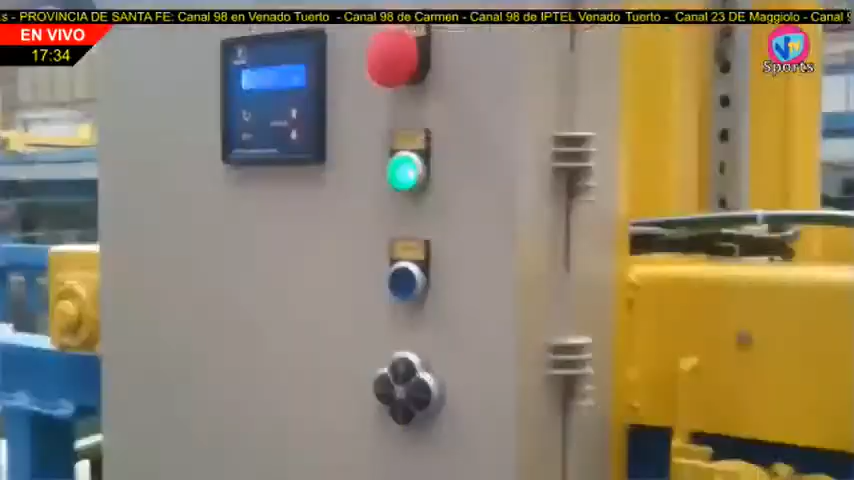 .s - PROVINCIA DE SANTA FE: Canal 98 en Venado Tuerto - Canal 98 de Carmen - Canal 98 de IPTEL Venado Tuerto - Canal 23 DE Maggiolo - Canal 9
EN VIVO
17:34
Sports